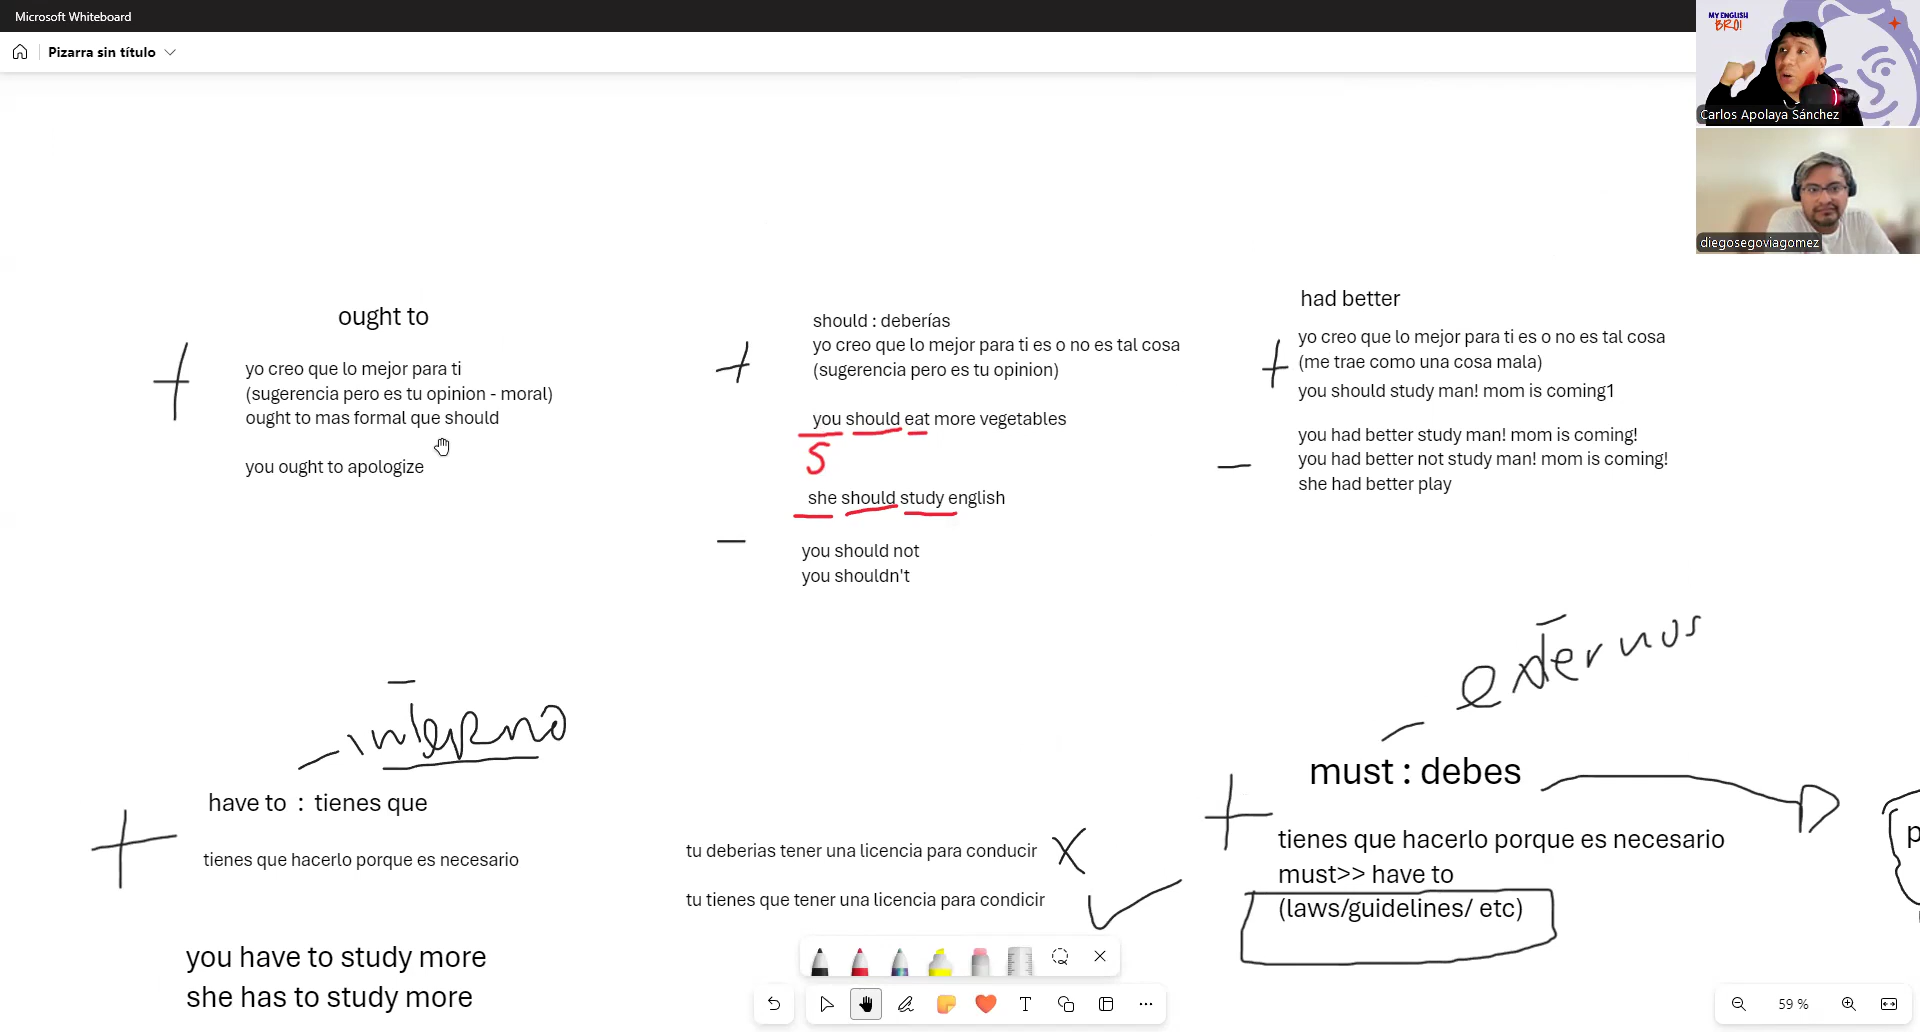 Microsoft Whiteboard
Pizarra sin título
MY ENGLISH
BRO!
Carlos Apolaya Sánchez
diegosegoviagomez
ought to
yo creo que lo mejor para ti
(sugerencia pero es tu opinion - moral)
ought to mas formal que should
you ought to apologize
+
should : deberías
yo creo que lo mejor para ti es o no es tal cosa
(sugerencia pero es tu opinion)
you should eat more vegetables
S
she should study english
you should not
you shouldn't
+
-
had better
yo creo que lo mejor para ti es o no es tal cosa
(me trae como una cosa mala)
you should study man! mom is coming1
you had better study man! mom is coming!
you had better not study man! mom is coming!
she had better play
+
-
interno
have to : tienes que
tienes que hacerlo porque es necesario
you have to study more
she has to study more
+
tu deberias tener una licencia para conducir X
tu tienes que tener una licencia para condicir
externos
must : debes
tienes que hacerlo porque es necesario
must>> have to
(laws/guidelines/ etc)
+
p
59 %